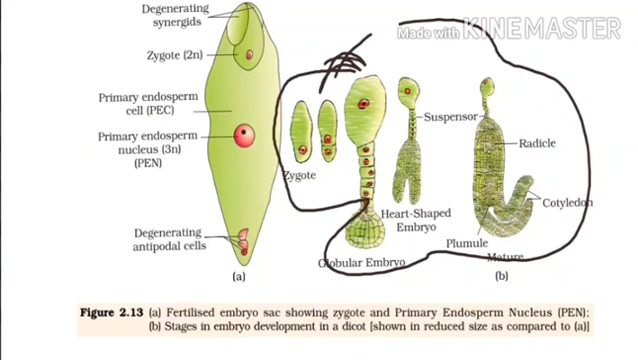 Degenerating
synergids
Made with KINEMASTER
Zygote (2n)
Primary endosperm
cell (PEC)
Primary endosperm
nucleus (3n)
(PEN)
Suspensor
Radicle
Zygote
Cotyledon
Heart-Shaped
Embryo
Degenerating
antipodal cells
Plumule
Globular Embryo
Mature
(a)
(b)
Figure 2.13 (a) Fertilised embryo sac showing zygote and Primary Endosperm Nucleus (PEN);
(b) Stages in embryo development in a dicot [shown in reduced size as compared to (a)]